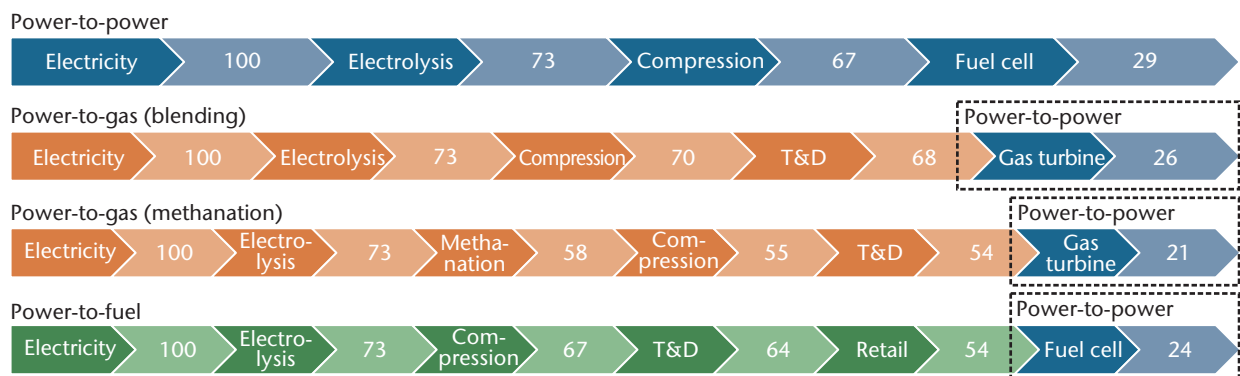 Power-to-power
Electricity 100 Electrolysis 73 Compression 67 Fuel cell 29
Power-to-gas (blending)
Power-to-power
Electricity 100 Electrolysis 73 Compression 70 T&D 68 Gas turbine 26
Power-to-gas (methanation)
Power-to-power
Electricity 100 Electro-
lysis 73 Metha-
nation 58 Com-
pression 55 T&D 54 Gas
turbine 21
Power-to-fuel
Power-to-power
Electricity 100 Electro-
lysis 73 Com-
pression 67 T&D 64 Retail 54 Fuel cell 24